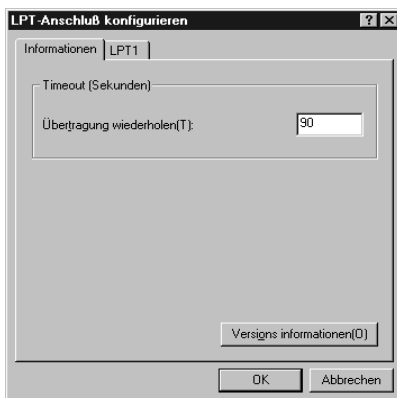 LPT-Anschluß konfigurieren
Informationen LPT1
Timeout (Sekunden)
Übertragung wiederholen(T): 90
Versions informationen(O)
OK Abbrechen